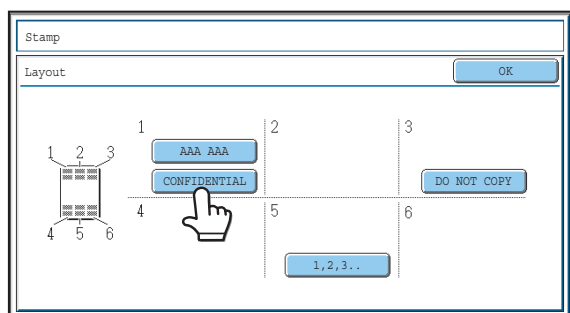 Stamp
Layout
OK
1
2
3
1 2 3
AAA AAA
CONFIDENTIAL
DO NOT COPY
4
5
6
4 5 6
1,2,3..